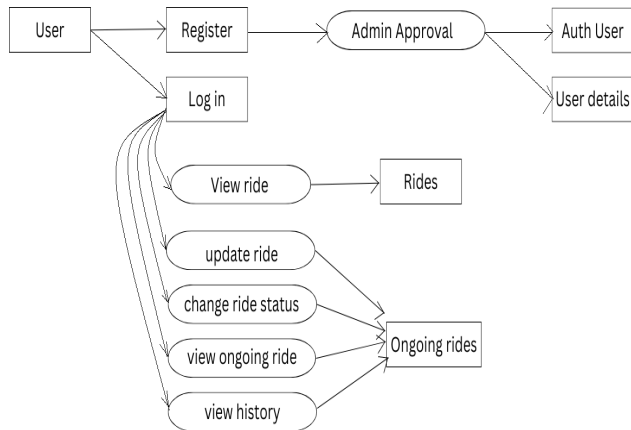 User
Register
Admin Approval
Auth User
Log in
User details
View ride
Rides
update ride
change ride status
view ongoing ride
Ongoing rides
view history